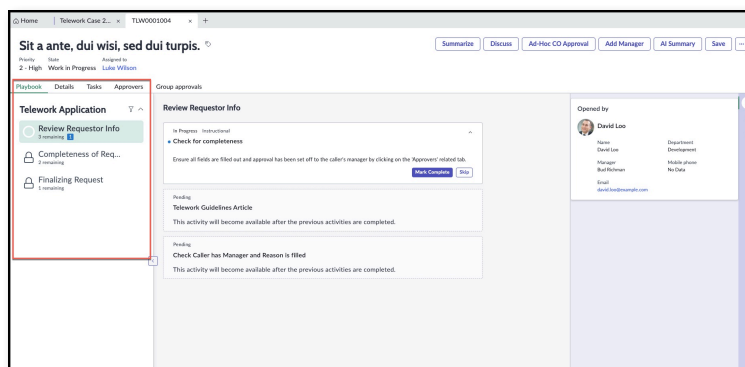 Home
Telework Case 2... ×
TLW0001004 ×
+
Sit a ante, dui wisi, sed dui turpis.
Summarize
Discuss
Ad-Hoc CO Approval
Add Manager
AI Summary
Save
...
Priority State Assigned to
2 - High Work in Progress Luke Wilson
Playbook Details Tasks Approvers Group approvals
Telework Application
Review Requestor Info
3 remaining 1
Completeness of Req...
2 remaining
Finalizing Request
1 remaining
Review Requestor Info
In Progress Instructional
Check for completeness
Ensure all fields are filled out and approval has been set off to the caller's manager by clicking on the 'Approvers' related tab.
Mark Complete Skip
Pending
Telework Guidelines Article
This activity will become available after the previous activities are completed.
Pending
Check Caller has Manager and Reason is filled
This activity will become available after the previous activities are completed.
Opened by
David Loo
Name Department
David Loo Development
Manager Mobile phone
Bud Richman No Data
Email
david.loo@example.com